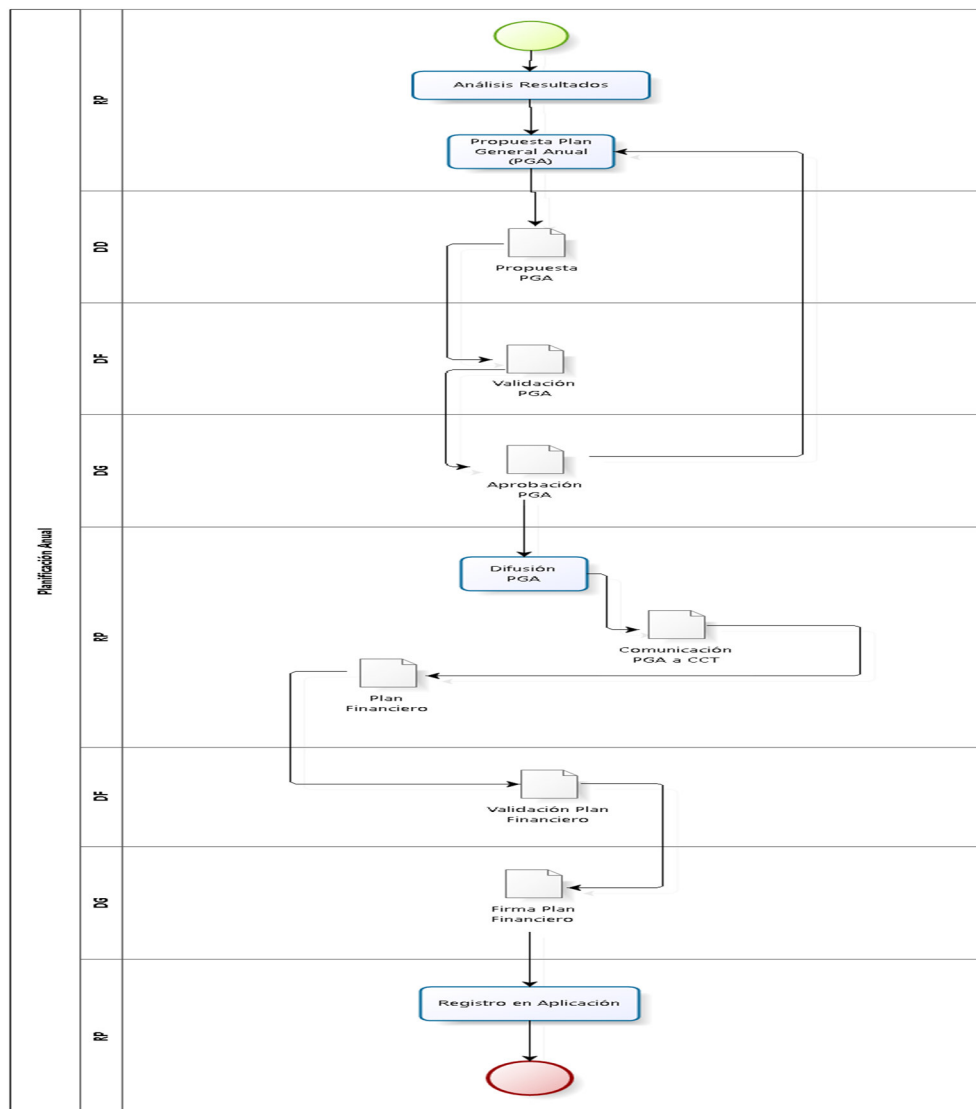 Planificación Anual
RP
Análisis Resultados
Propuesta Plan
General Anual
(PGA)
DD
Propuesta
PGA
DF
Validación
PGA
DG
Aprobación
PGA
RP
Difusión
PGA
Comunicación
PGA a CCT
Plan
Financiero
DF
Validación Plan
Financiero
DG
Firma Plan
Financiero
RP
Registro en Aplicación